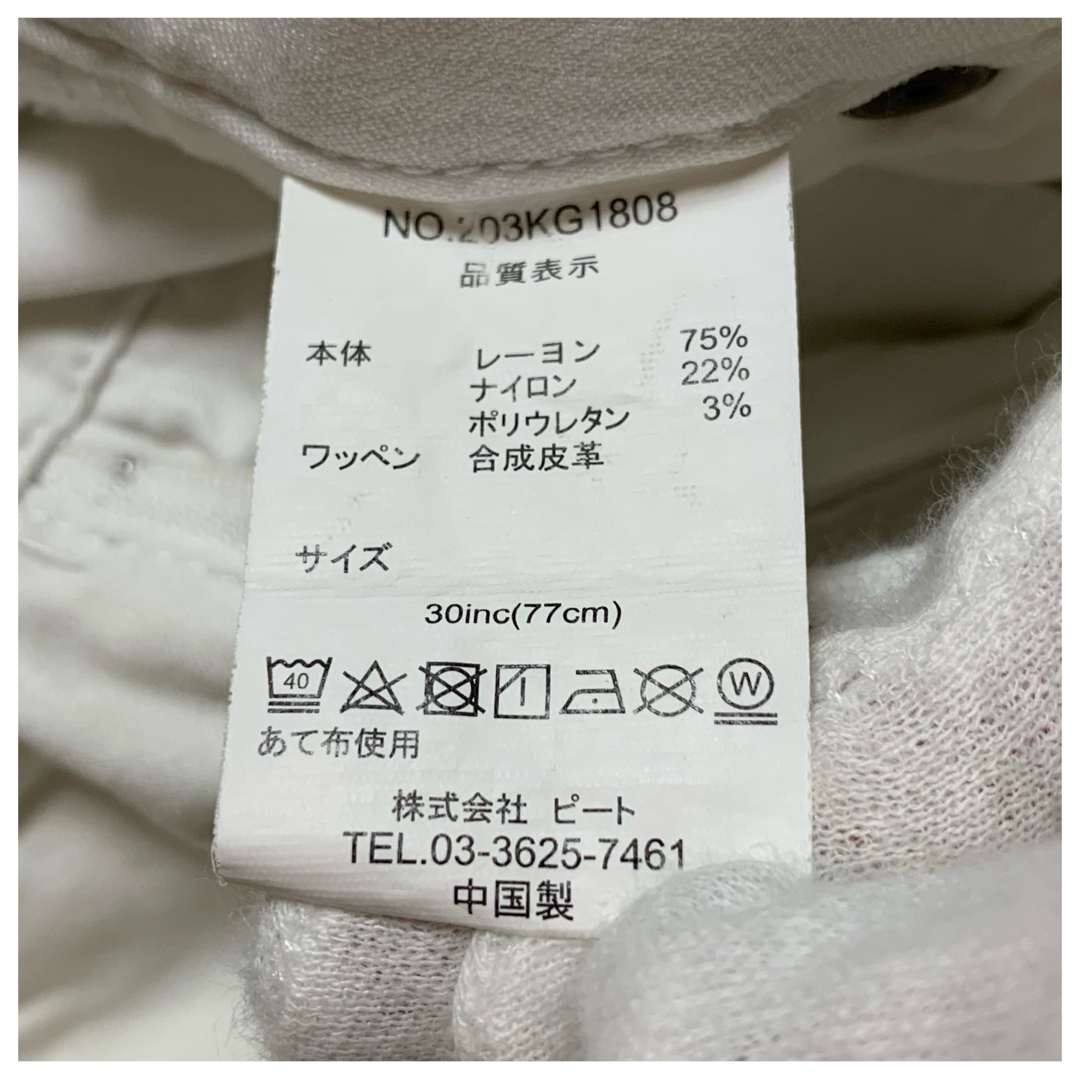 NO.203KG1808
品質表示
本体 レーヨン 75%
ナイロン 22%
ポリウレタン 3%
ワッペン 合成皮革
サイズ
30inc(77cm)
40 W
あて布使用
株式会社 ピート
TEL.03-3625-7461
中国製